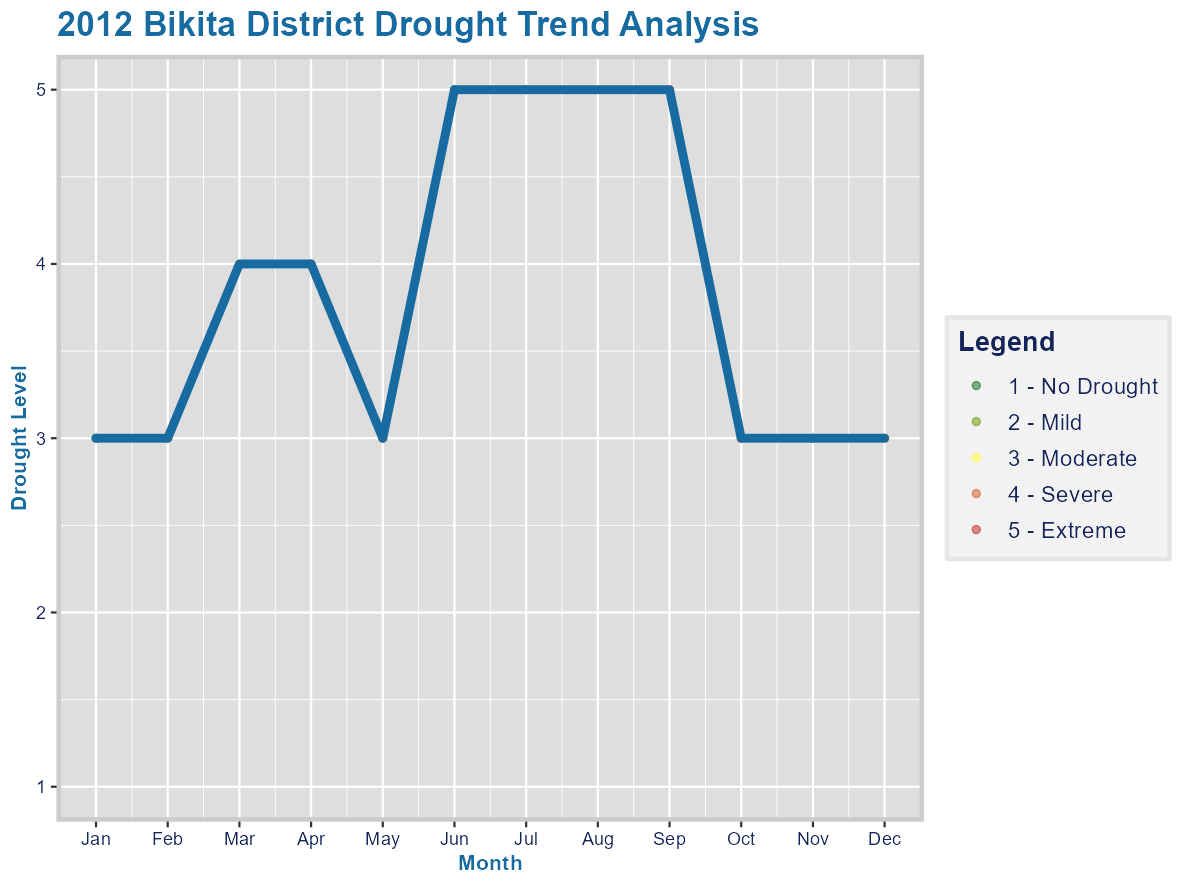 2012 Bikita District Drought Trend Analysis
Drought Level
5
4
3
2
1
Jan Feb Mar Apr May Jun Jul Aug Sep Oct Nov Dec
Month
Legend
1 - No Drought
2 - Mild
3 - Moderate
4 - Severe
5 - Extreme